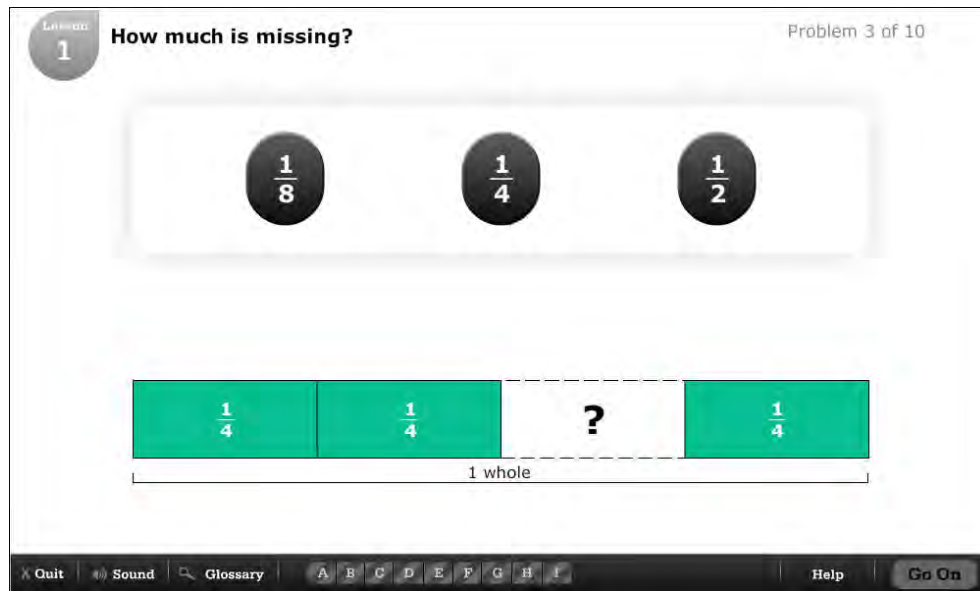 Lesson
1
How much is missing?
Problem 3 of 10
1/8 1/4 1/2
1/4 1/4 ? 1/4
1 whole
X Quit Sound Glossary A B C D E F G H I Help Go On